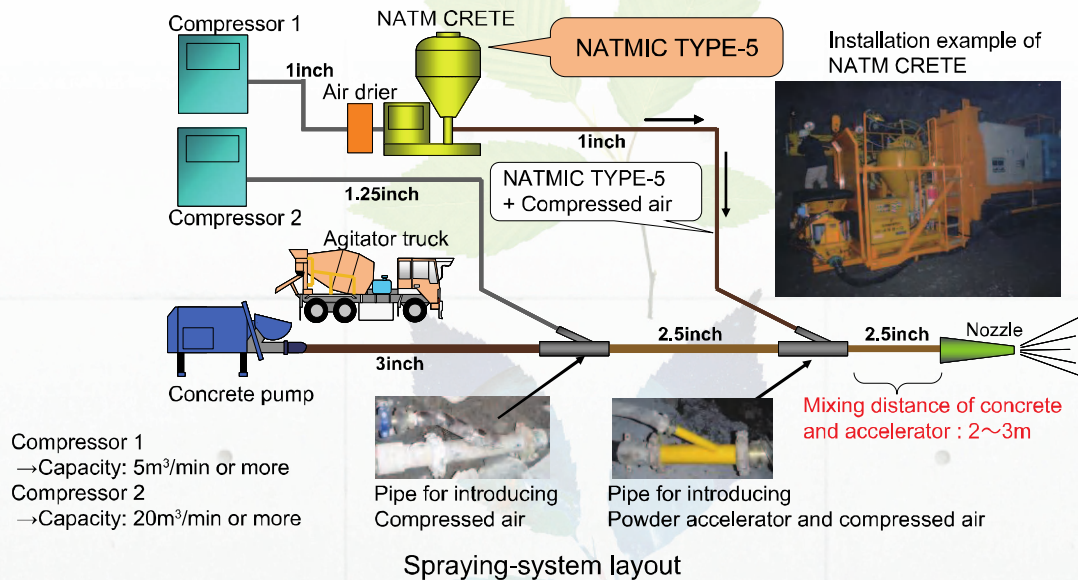 Compressor 1
NATM CRETE
NATMIC TYPE-5
Installation example of
NATM CRETE
1inch
Air drier
1inch
NATMIC TYPE-5
+ Compressed air
1.25inch
Compressor 2
Agitator truck
2.5inch
2.5inch
Nozzle
3inch
Concrete pump
Mixing distance of concrete
and accelerator : 2～3m
Compressor 1
→Capacity: 5m³/min or more
Compressor 2
→Capacity: 20m³/min or more
Pipe for introducing
Compressed air
Pipe for introducing
Powder accelerator and compressed air
Spraying-system layout